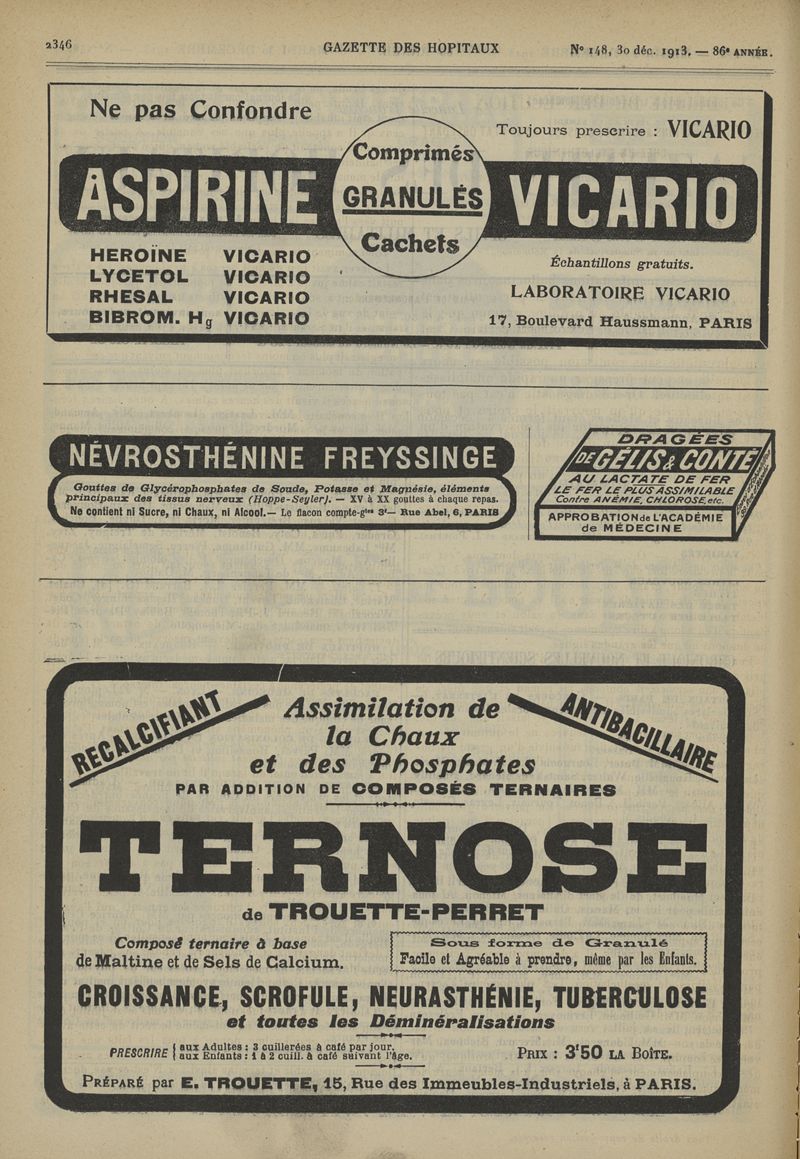 2346
GAZETTE DES HOPITAUX
N° 148, 30 déc. 1913. — 86e ANNÉE.
Ne pas Confondre
Toujours prescrire : VICARIO
ASPIRINE
Comprimés
GRANULÉS
Cachets
VICARIO
HEROÏNE VICARIO
LYCETOL VICARIO
RHESAL VICARIO
BIBROM. Hg VICARIO
Échantillons gratuits.
LABORATOIRE VICARIO
17, Boulevard Haussmann, PARIS
NÉVROSTHÉNINE FREYSSINGE
Gouttes de Glycérophosphates de Soude, Potasse et Magnésie, éléments
principaux des tissus nerveux (Hoppe-Seyler). — XV à XX gouttes à chaque repas.
Ne contient ni Sucre, ni Chaux, ni Alcool.— Le flacon compte-gttes 3f— Rue Abel, 6, PARIS
DRAGÉES
DE GÉLIS & CONTÉ
AU LACTATE DE FER
LE FER LE PLUS ASSIMILABLE
Contre ANÉMIE, CHLOROSE, etc.
APPROBATION de L'ACADÉMIE
de MÉDECINE
RECALCIFIANT
Assimilation de
la Chaux
et des Phosphates
ANTIBACILLAIRE
PAR ADDITION DE COMPOSÉS TERNAIRES
TERNOSE
de TROUETTE-PERRET
Composé ternaire à base
de Maltine et de Sels de Calcium.
Sous forme de Granulé
Facile et Agréable à prendre, même par les Enfants.
CROISSANCE, SCROFULE, NEURASTHÉNIE, TUBERCULOSE
et toutes les Déminéralisations
PRESCRIRE { aux Adultes : 3 cuillerées à café par jour.
{ aux Enfants : 1 à 2 cuill. à café suivant l'âge.
PRIX : 3f50 LA BOÎTE.
PRÉPARÉ par E. TROUETTE, 15, Rue des Immeubles-Industriels, à PARIS.